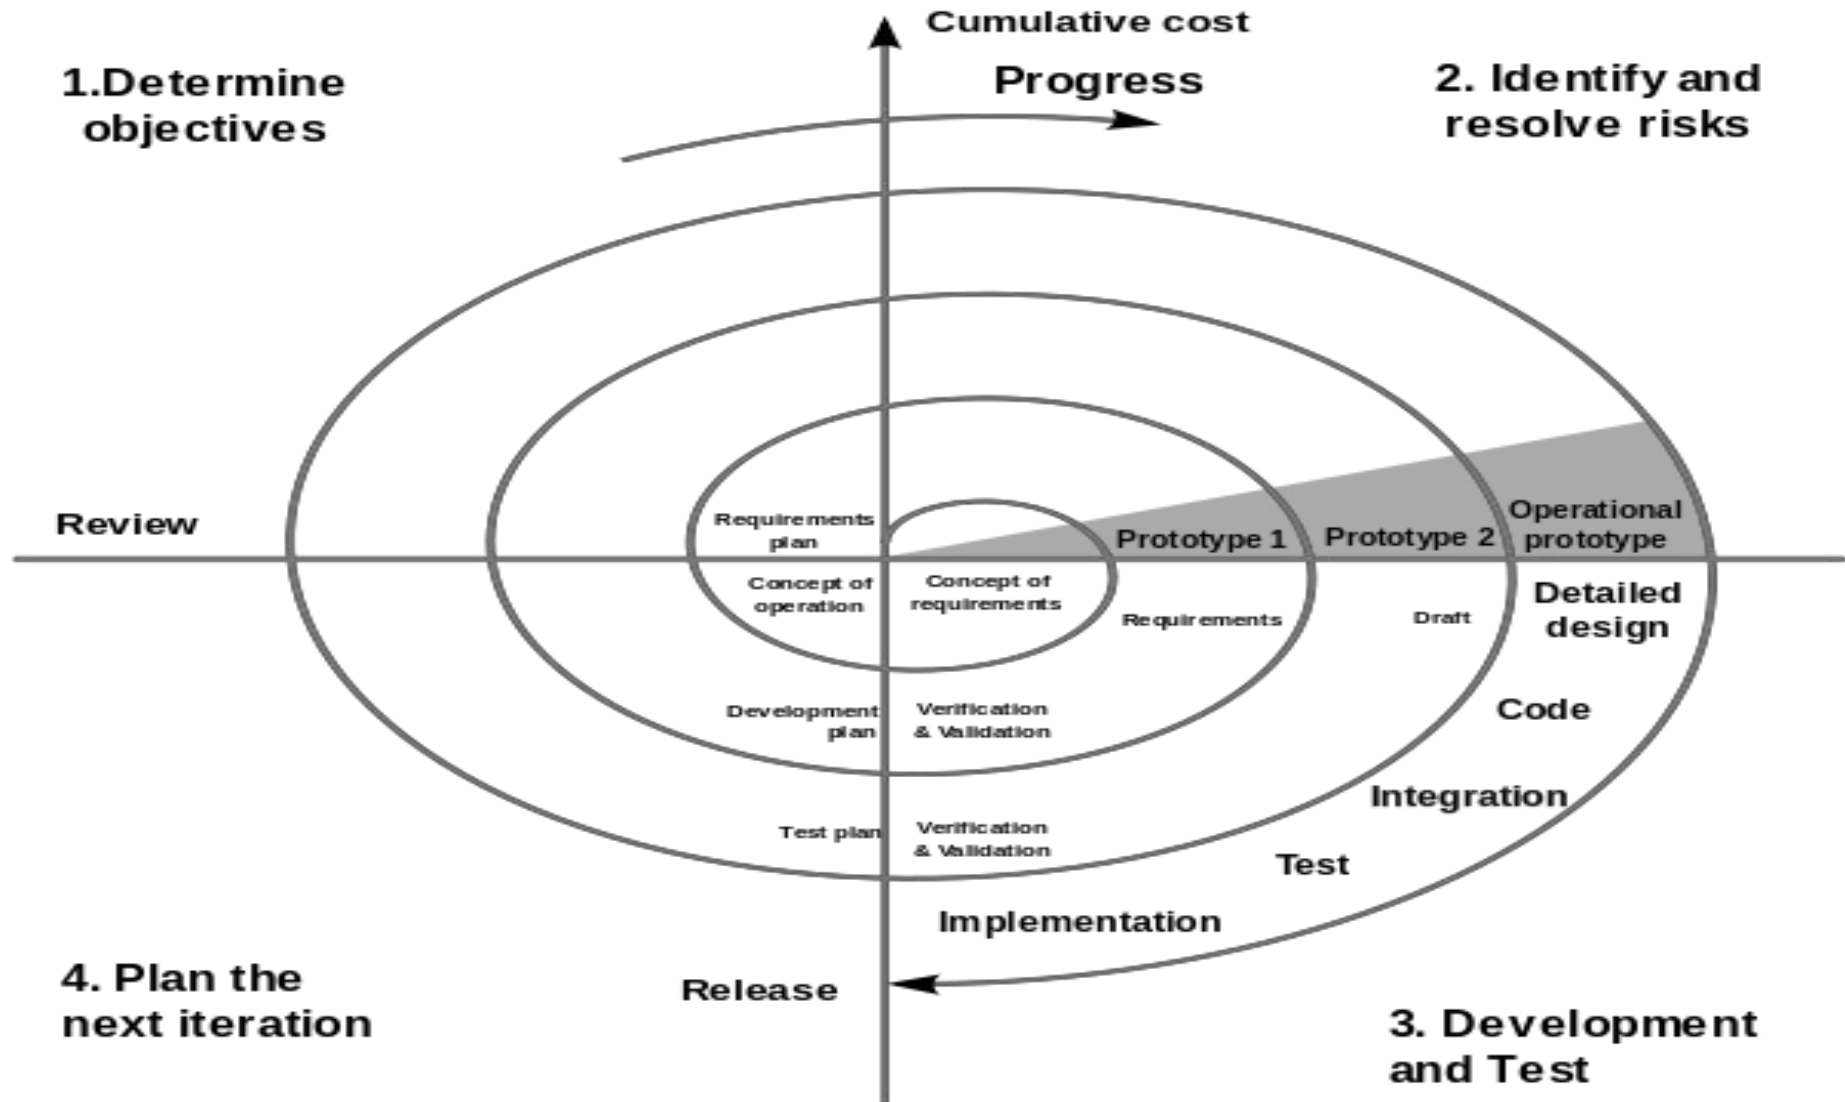 Cumulative cost
Progress
1.Determine
objectives
2. Identify and
resolve risks
Review
Requirements
plan
Concept of
operation
Concept of
requirements
Prototype 1
Prototype 2
Operational
prototype
Requirements
Draft
Detailed
design
Development
plan
Verification
& Validation
Code
Integration
Test plan
Verification
& Validation
Test
Implementation
4. Plan the
next iteration
Release
3. Development
and Test